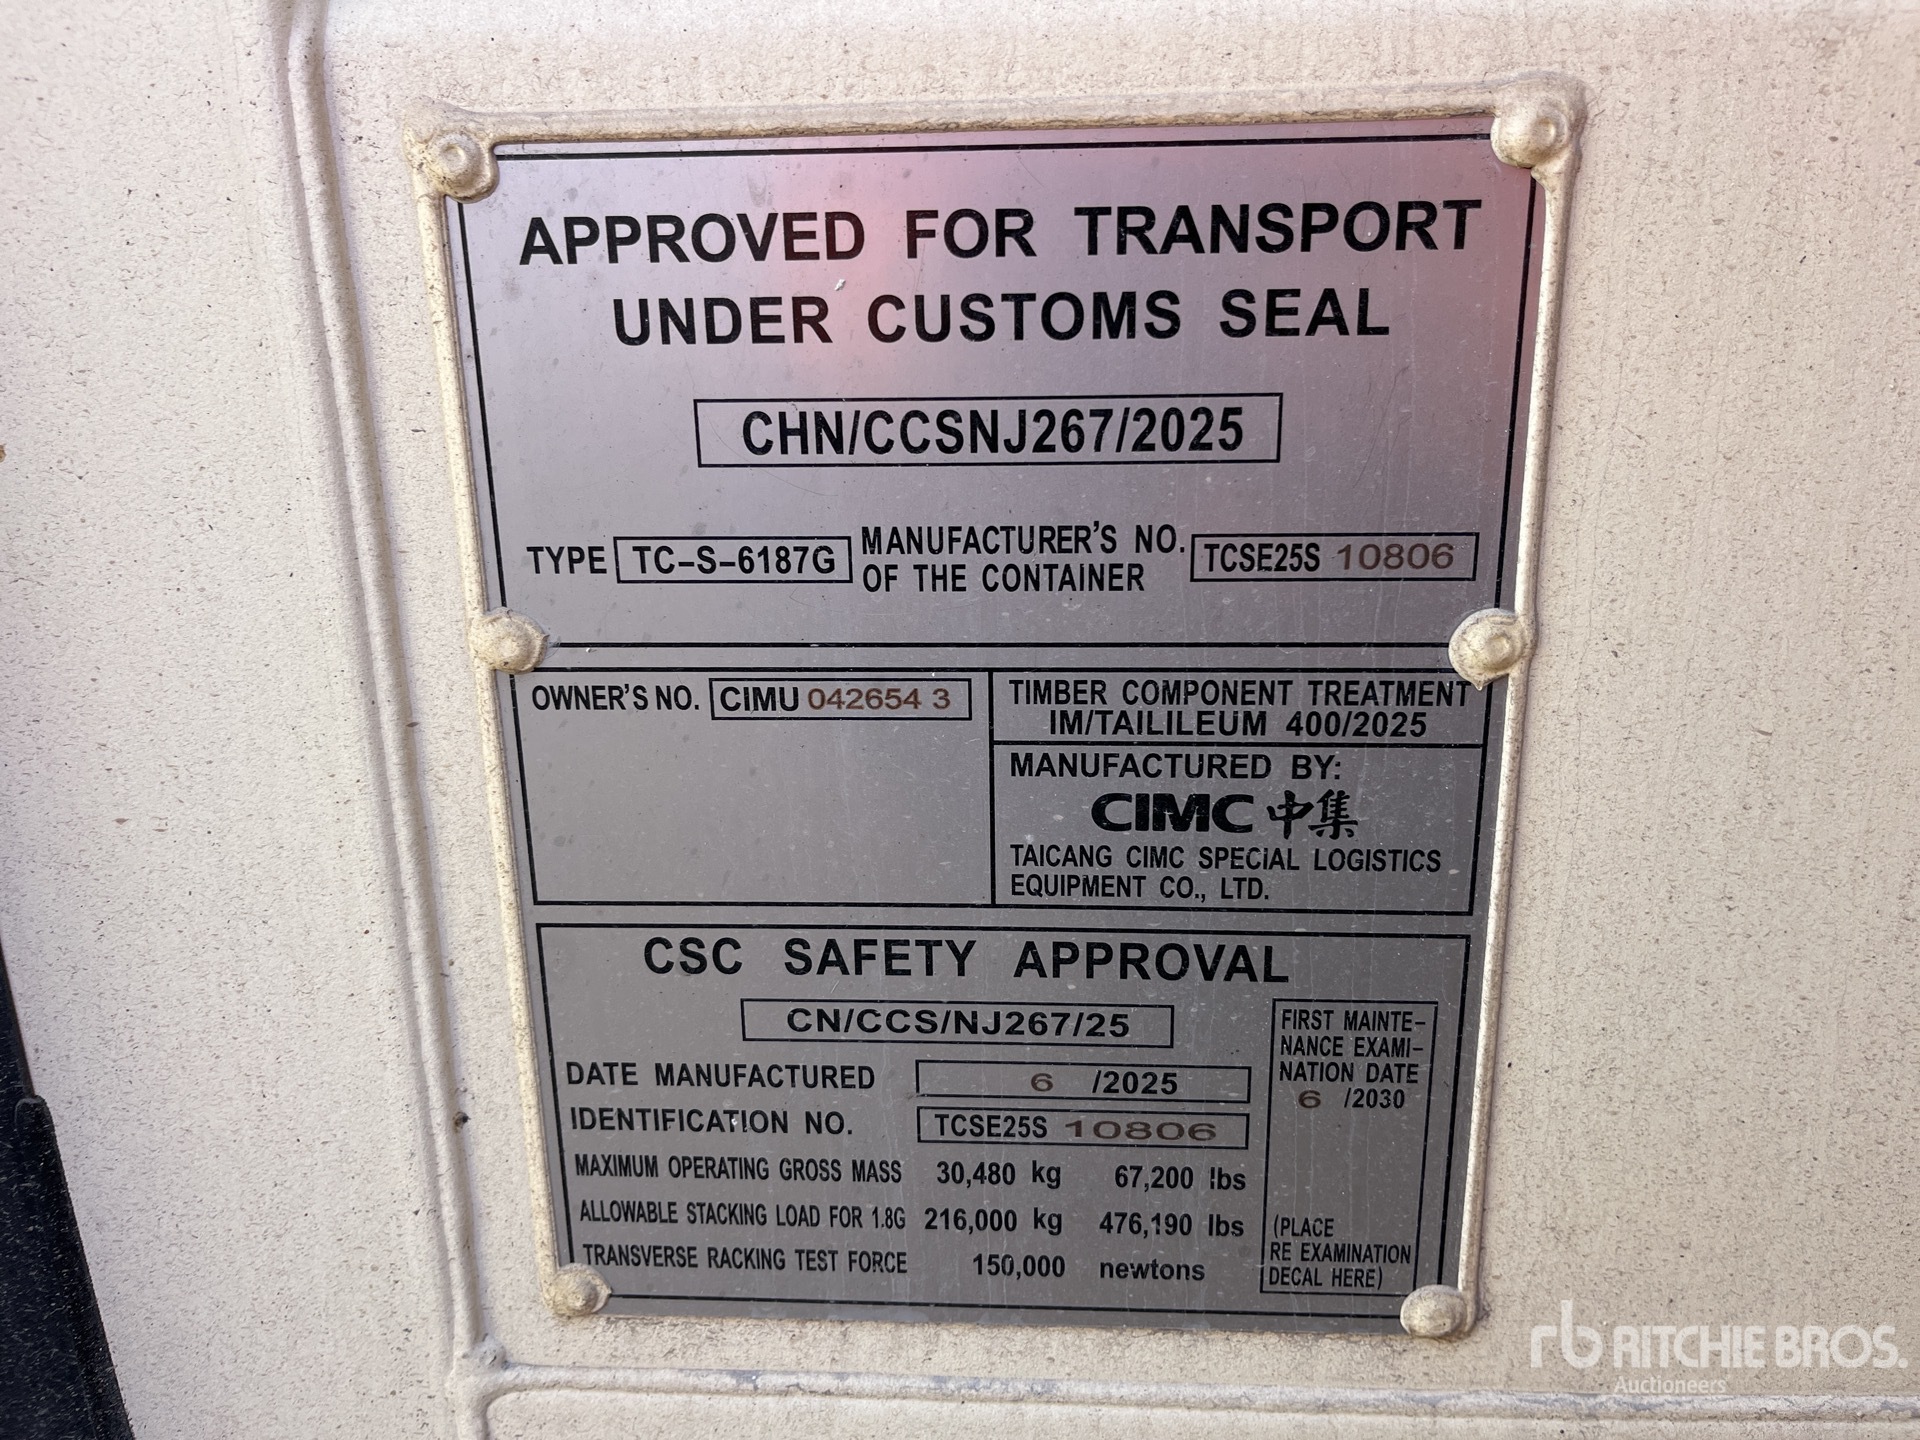 APPROVED FOR TRANSPORT
UNDER CUSTOMS SEAL
CHN/CCSNJ267/2025
TYPE TC-S-6187G MANUFACTURER'S NO. OF THE CONTAINER TCSE25S 10806
OWNER'S NO. CIMU 042654 3
TIMBER COMPONENT TREATMENT
IM/TAILILEUM 400/2025
MANUFACTURED BY:
CIMC 中集
TAICANG CIMC SPECIAL LOGISTICS
EQUIPMENT CO., LTD.
CSC SAFETY APPROVAL
CN/CCS/NJ267/25
DATE MANUFACTURED 6 /2025
IDENTIFICATION NO. TCSE25S 10806
MAXIMUM OPERATING GROSS MASS 30,480 kg 67,200 lbs
ALLOWABLE STACKING LOAD FOR 1.8G 216,000 kg 476,190 lbs
TRANSVERSE RACKING TEST FORCE 150,000 newtons
FIRST MAINTE-
NANCE EXAMI-
NATION DATE
6 /2030
(PLACE
RE EXAMINATION
DECAL HERE)
rb RITCHIE BROS.
Auctioneers